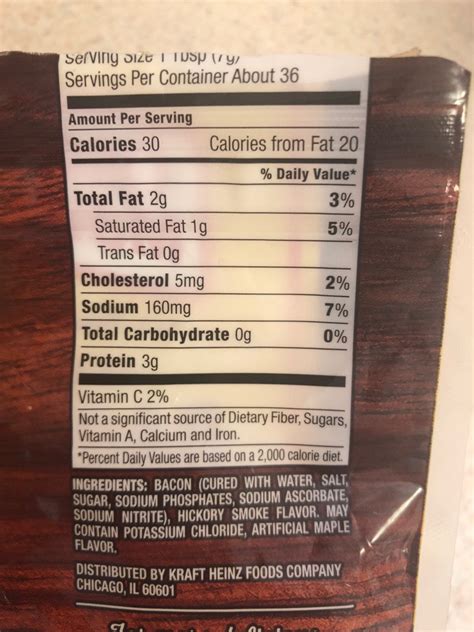 Serving Size 1 Tbsp (7g)
Servings Per Container About 36
Amount Per Serving
Calories 30 Calories from Fat 20
% Daily Value*
Total Fat 2g 3%
Saturated Fat 1g 5%
Trans Fat 0g
Cholesterol 5mg 2%
Sodium 160mg 7%
Total Carbohydrate 0g 0%
Protein 3g
Vitamin C 2%
Not a significant source of Dietary Fiber, Sugars,
Vitamin A, Calcium and Iron.
*Percent Daily Values are based on a 2,000 calorie diet.
INGREDIENTS: BACON (CURED WITH WATER, SALT,
SUGAR, SODIUM PHOSPHATES, SODIUM ASCORBATE,
SODIUM NITRITE), HICKORY SMOKE FLAVOR. MAY
CONTAIN POTASSIUM CHLORIDE, ARTIFICIAL MAPLE
FLAVOR.
DISTRIBUTED BY KRAFT HEINZ FOODS COMPANY
CHICAGO, IL 60601